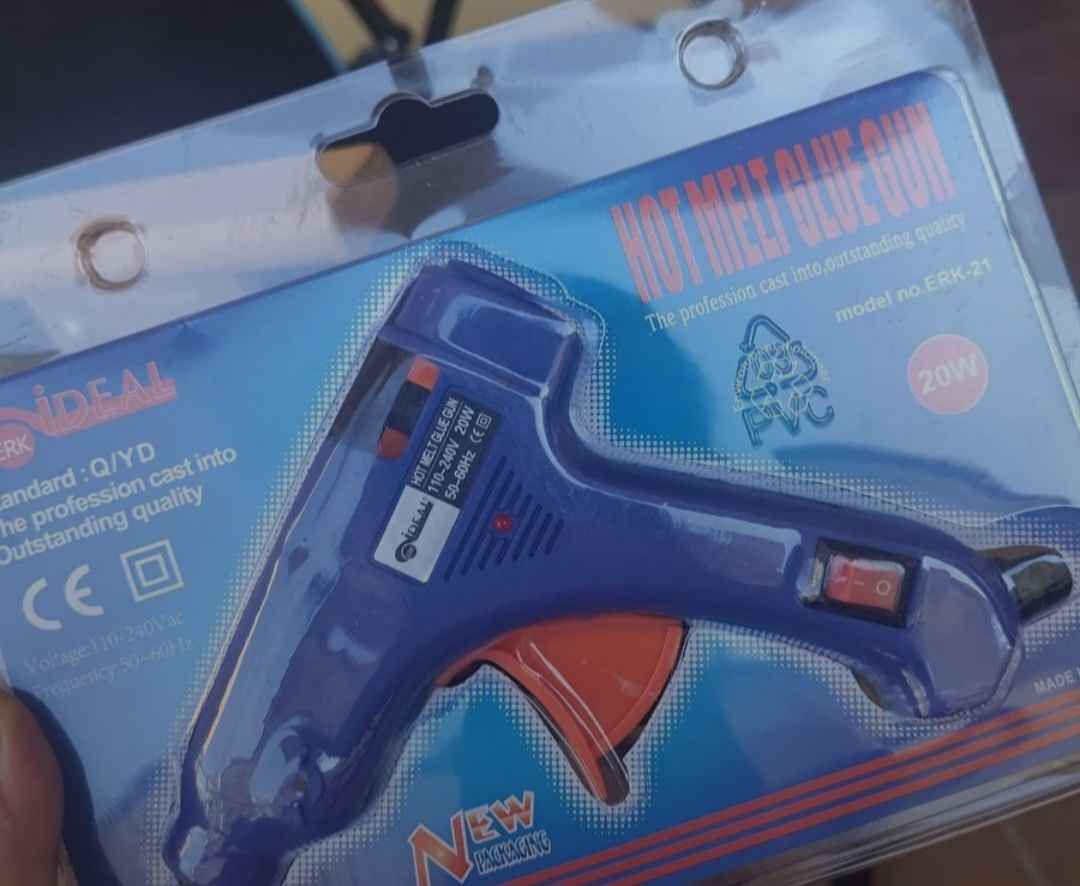 HOT MELT GLUE GUN
The profession cast into,outstanding quality
model no.ERK-21
20W
PVC
iDEAL
ERK
andard : Q/YD
he profession cast into
Outstanding quality
CE
Voltage:110-240Vac
requency:50~60Hz
iDEAL
HOT MELT GLUE GUN
110-240V 20W
50-60Hz CE
NEW
PACKAGING
MADE